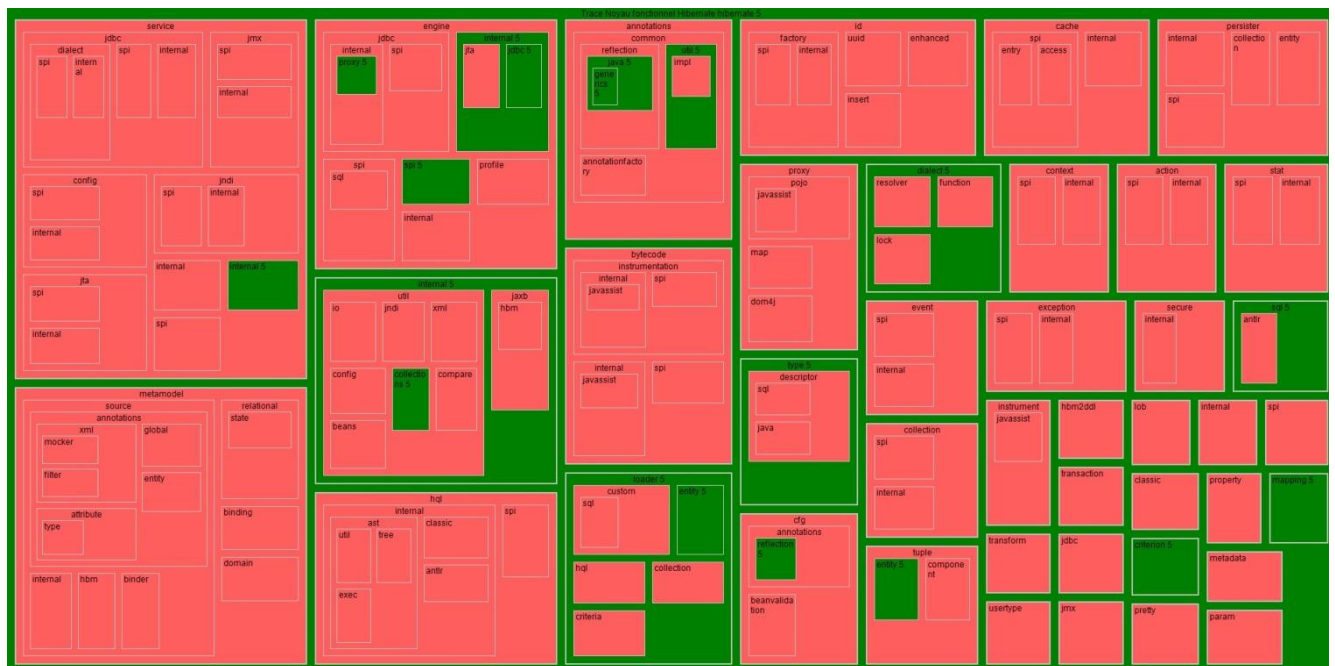 Trace Noyau fonctionnel Hibernate hibernate 5
service
jdbc
dialect
spi
intern
al
spi
internal
jmx
spi
internal
config
spi
internal
jndi
spi
internal
jta
spi
internal
internal
internal 5
spi
metamodel
source
annotations
xml
mocker
filter
global
entity
attribute
type
internal
hbm
binder
relational
state
binding
domain
engine
jdbc
internal
proxy 5
spi
internal 5
jta
jdbc 5
spi
sql
spi 5
profile
internal
internal 5
util
io
jndi
xml
config
collectio
ns 5
compare
beans
jaxb
hbm
hql
internal
ast
util
tree
exec
classic
antlr
spi
annotations
common
reflection
java 5
gene
rics
5
util 5
impl
annotationfacto
ry
bytecode
instrumentation
internal
javassist
spi
internal
javassist
spi
loader 5
custom
sql
entity 5
hql
collection
criteria
id
factory
spi
internal
uuid
enhanced
insert
proxy
pojo
javassist
map
dom4j
type 5
descriptor
sql
java
cfg
annotations
reflection
5
beanvalida
tion
cache
spi
entry
access
internal
persister
internal
collectio
n
entity
spi
dialect 5
resolver
function
lock
context
spi
internal
action
spi
internal
stat
spi
internal
event
spi
internal
exception
spi
internal
secure
internal
sql 5
antlr
collection
spi
internal
tuple
entity 5
compone
nt
instrument
javassist
hbm2ddl
lob
internal
spi
transaction
classic
property
mapping 5
transform
jdbc
criterion 5
metadata
usertype
jmx
pretty
param